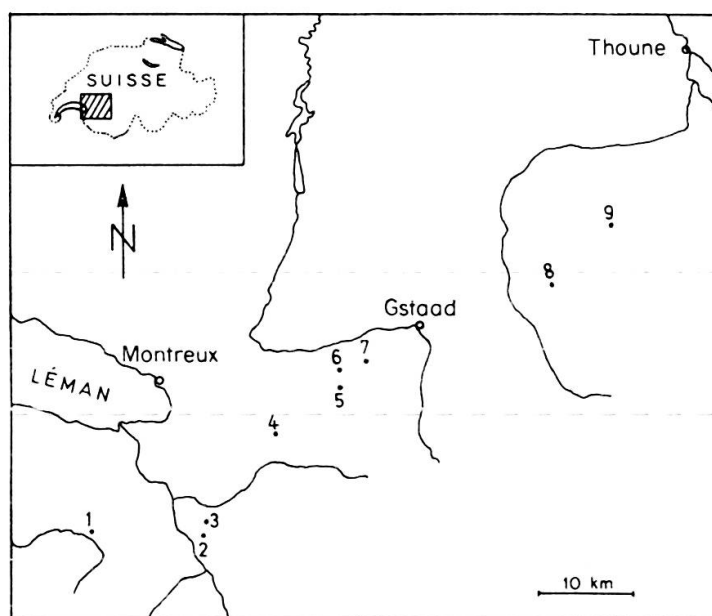 SUISSE
Thoune
N
9
8
Gstaad
Montreux
6 7
LÉMAN
5
4
1
3
2
10 km